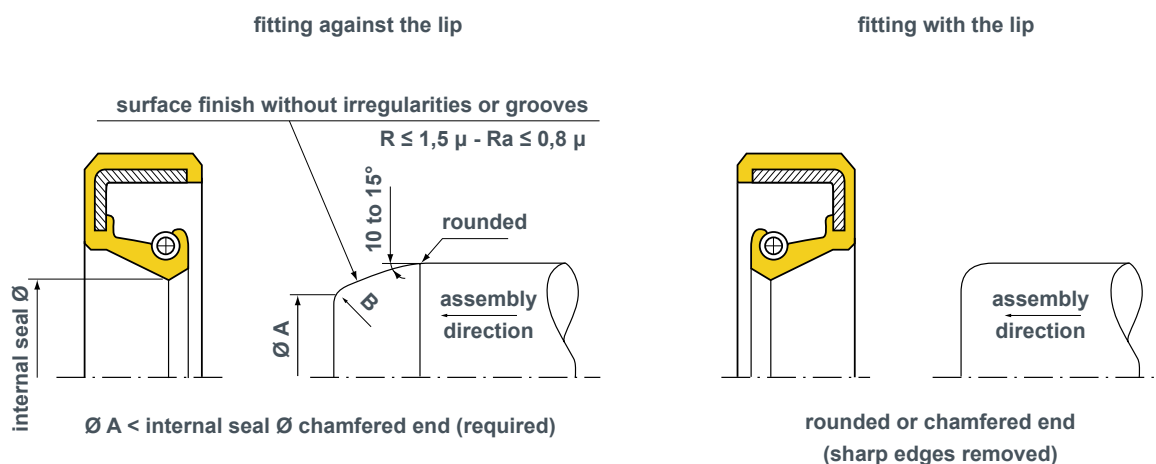 fitting against the lip
fitting with the lip
surface finish without irregularities or grooves
R ≤ 1,5 µ - Ra ≤ 0,8 µ
10 to 15°
rounded
internal seal Ø
Ø A
B
assembly
direction
assembly
direction
Ø A < internal seal Ø chamfered end (required)
rounded or chamfered end
(sharp edges removed)